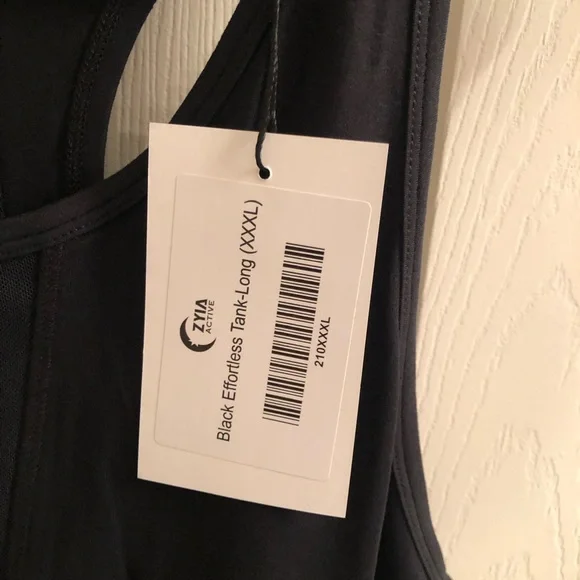 ZYIA
ACTIVE
Black Effortless Tank-Long (XXXL)
210XXXL